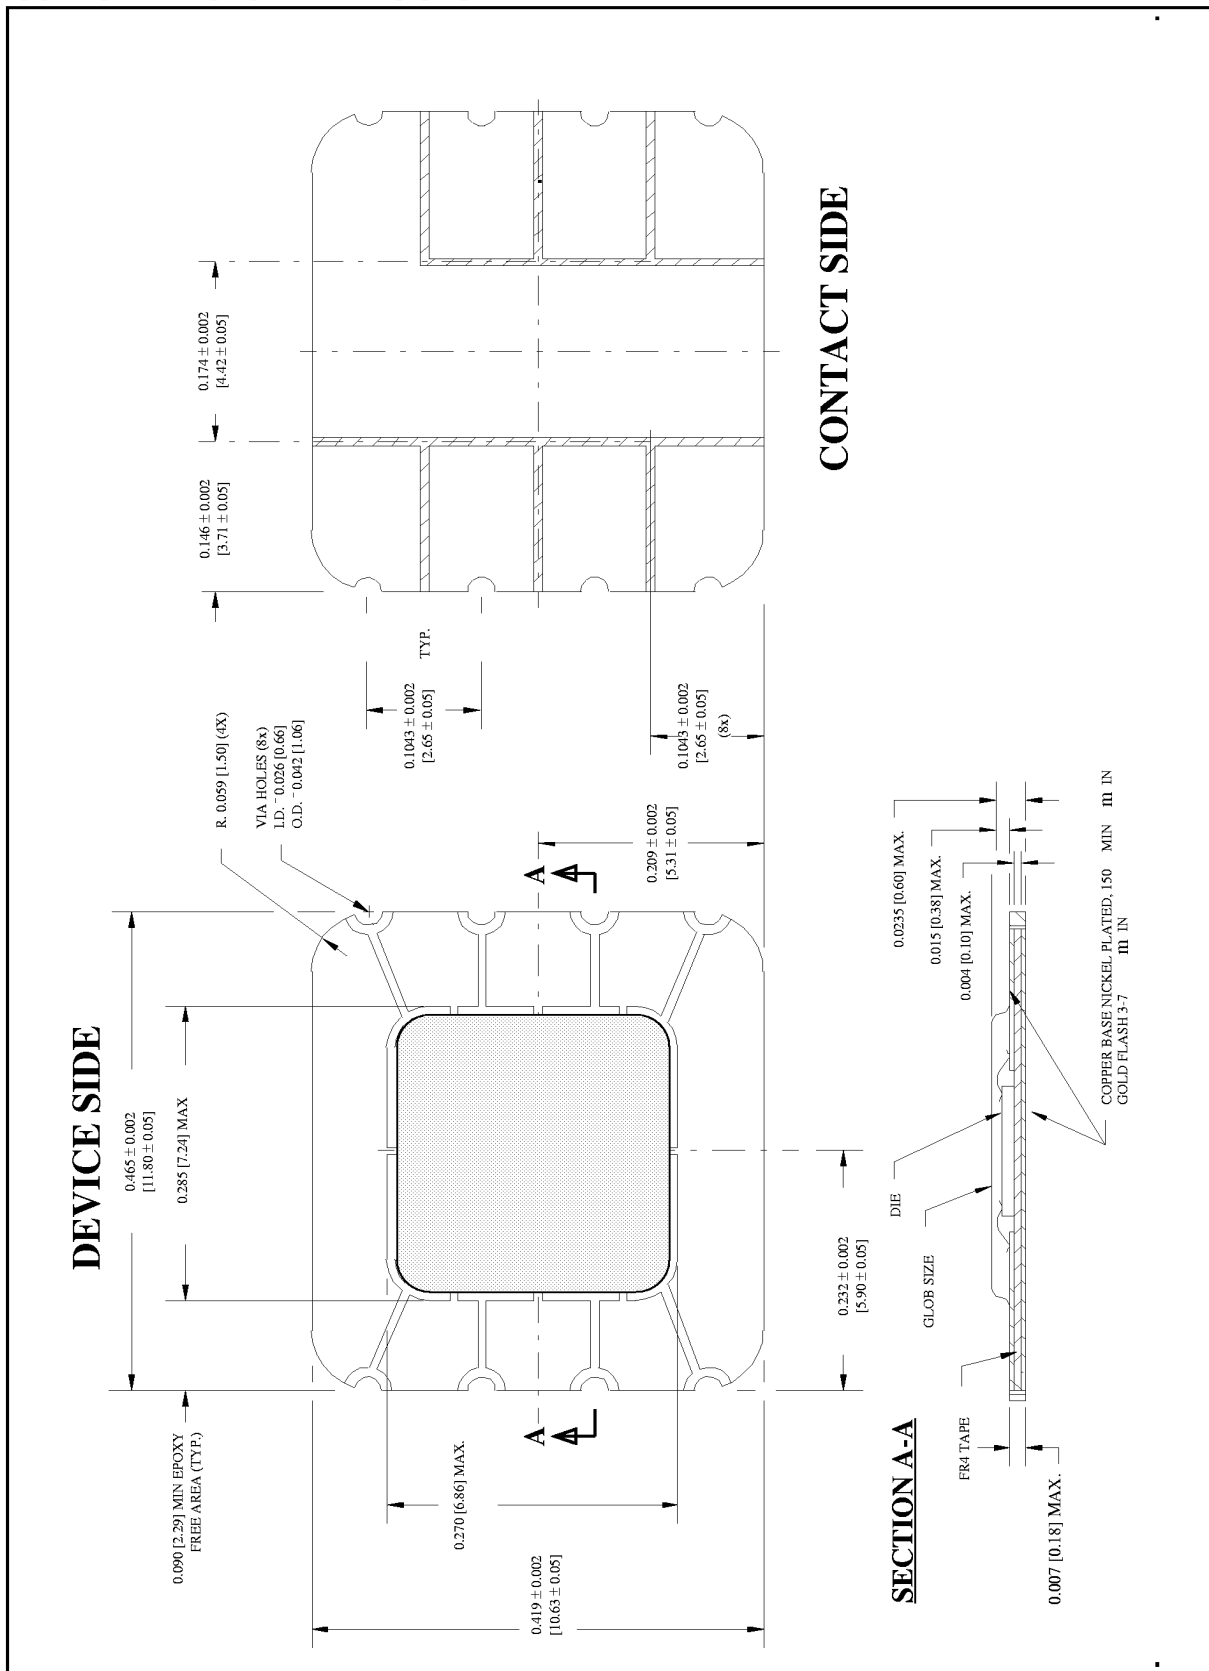 DEVICE SIDE
0.465 ± 0.002
[11.80 ± 0.05]
0.285 [7.24] MAX
0.090 [2.29] MIN EPOXY
FREE AREA (TYP.)
R. 0.059 [1.50] (4X)
VIA HOLES (8x)
I.D. - 0.026 [0.66]
O.D. - 0.042 [1.06]
0.146 ± 0.002
[3.71 ± 0.05]
0.174 ± 0.002
[4.42 ± 0.05]
0.1043 ± 0.002
[2.65 ± 0.05]
TYP.
0.1043 ± 0.002
[2.65 ± 0.05]
(8x)
0.209 ± 0.002
[5.31 ± 0.05]
A
A
0.270 [6.86] MAX.
0.419 ± 0.002
[10.63 ± 0.05]
0.232 ± 0.002
[5.90 ± 0.05]
CONTACT SIDE
SECTION A-A
FR4 TAPE
GLOB SIZE
DIE
0.0235 [0.60] MAX.
0.015 [0.38] MAX.
0.004 [0.10] MAX.
0.007 [0.18] MAX.
COPPER BASE NICKEL PLATED, 150 MIN m IN
GOLD FLASH 3-7 m IN